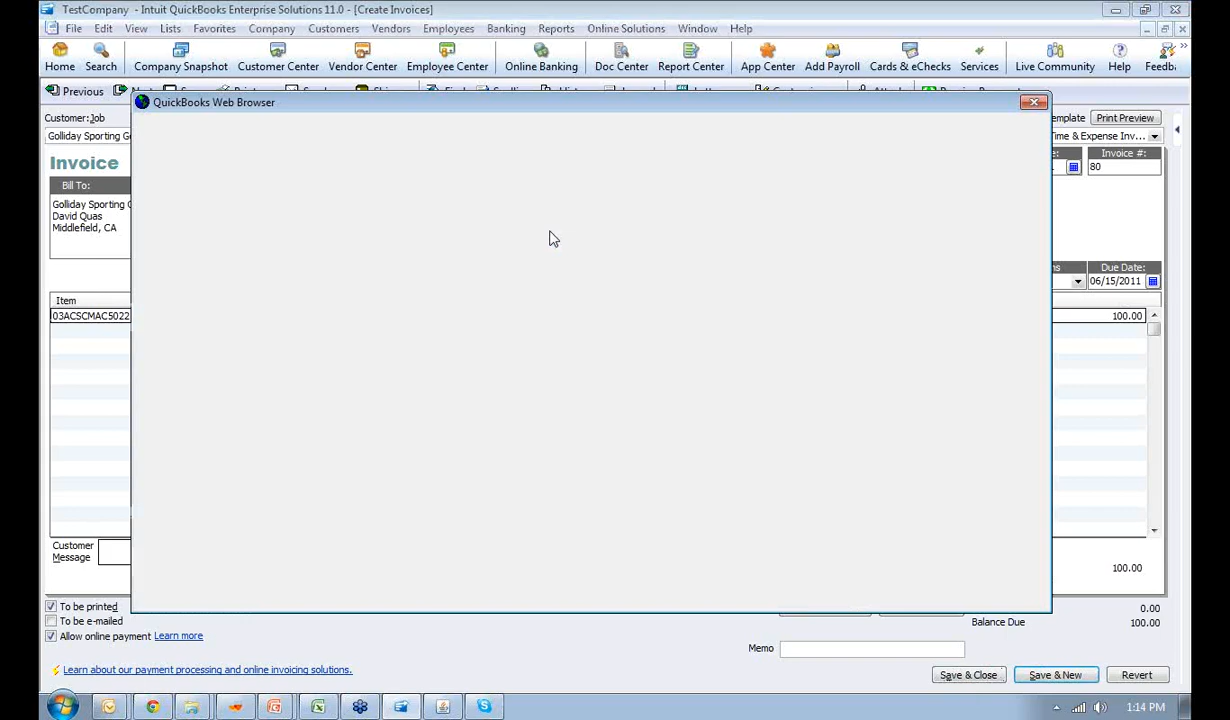 TestCompany - Intuit QuickBooks Enterprise Solutions 11.0 - [Create Invoices]
File Edit View Lists Favorites Company Customers Vendors Employees Banking Reports Online Solutions Window Help
Home Search Company Snapshot Customer Center Vendor Center Employee Center Online Banking Doc Center Report Center App Center Add Payroll Cards & eChecks Services Live Community Help Feedb
Previous
QuickBooks Web Browser
Customer:Job
Template Print Preview
Golliday Sporting G
Time & Expense Inv...
Invoice
Invoice #:
80
Bill To:
Golliday Sporting G
David Quas
Middlefield, CA
Due Date:
06/15/2011
Item
03ACSCMAC5022
100.00
Customer
Message
100.00
To be printed
To be e-mailed
Allow online payment Learn more
0.00
Balance Due 100.00
Memo
Learn about our payment processing and online invoicing solutions.
Save & Close Save & New Revert
1:14 PM